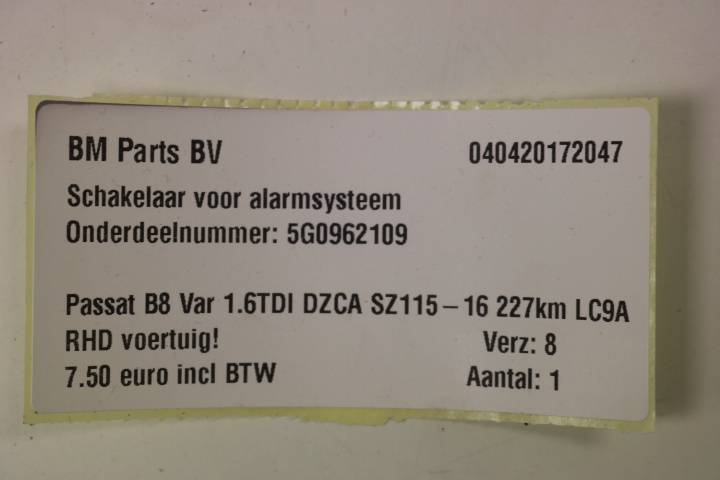 BM Parts BV 040420172047
Schakelaar voor alarmsysteem
Onderdeelnummer: 5G0962109
Passat B8 Var 1.6TDI DZCA SZ115-16 227km LC9A
RHD voertuig! Verz: 8
7.50 euro incl BTW Aantal: 1